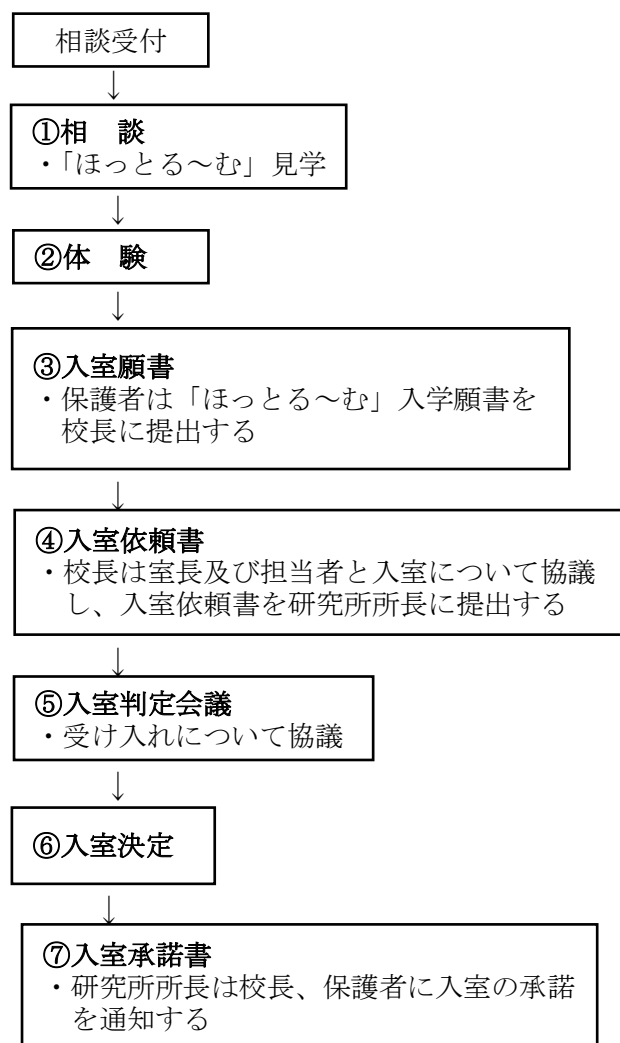 相談受付
↓
①相　談
・「ほっとる～む」見学
↓
②体　験
↓
③入室願書
・保護者は「ほっとる～む」入学願書を
校長に提出する
↓
④入室依頼書
・校長は室長及び担当者と入室について協議
し、入室依頼書を研究所所長に提出する
↓
⑤入室判定会議
・受け入れについて協議
↓
⑥入室決定
↓
⑦入室承諾書
・研究所所長は校長、保護者に入室の承諾
を通知する